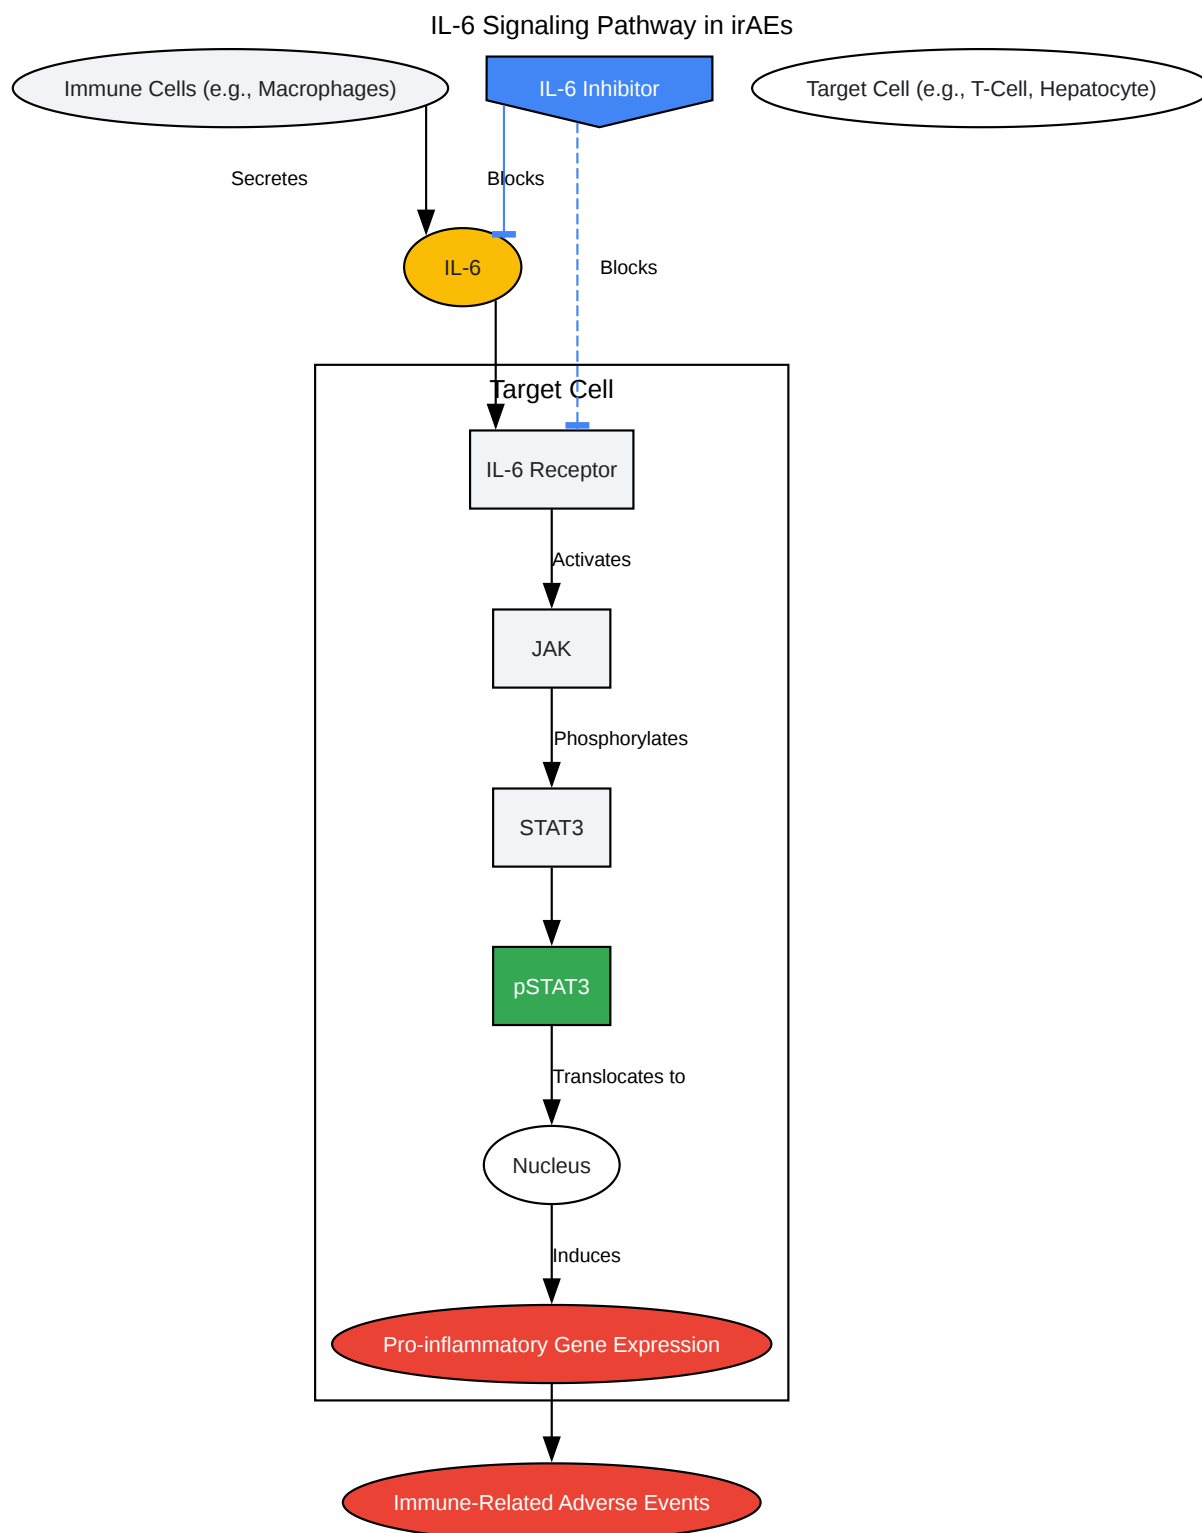 IL-6 Signaling Pathway in irAEs
Immune Cells (e.g., Macrophages)
IL-6 Inhibitor
Target Cell (e.g., T-Cell, Hepatocyte)
Secretes
Blocks
IL-6
Blocks
Target Cell
IL-6 Receptor
Activates
JAK
Phosphorylates
STAT3
pSTAT3
Translocates to
Nucleus
Induces
Pro-inflammatory Gene Expression
Immune-Related Adverse Events